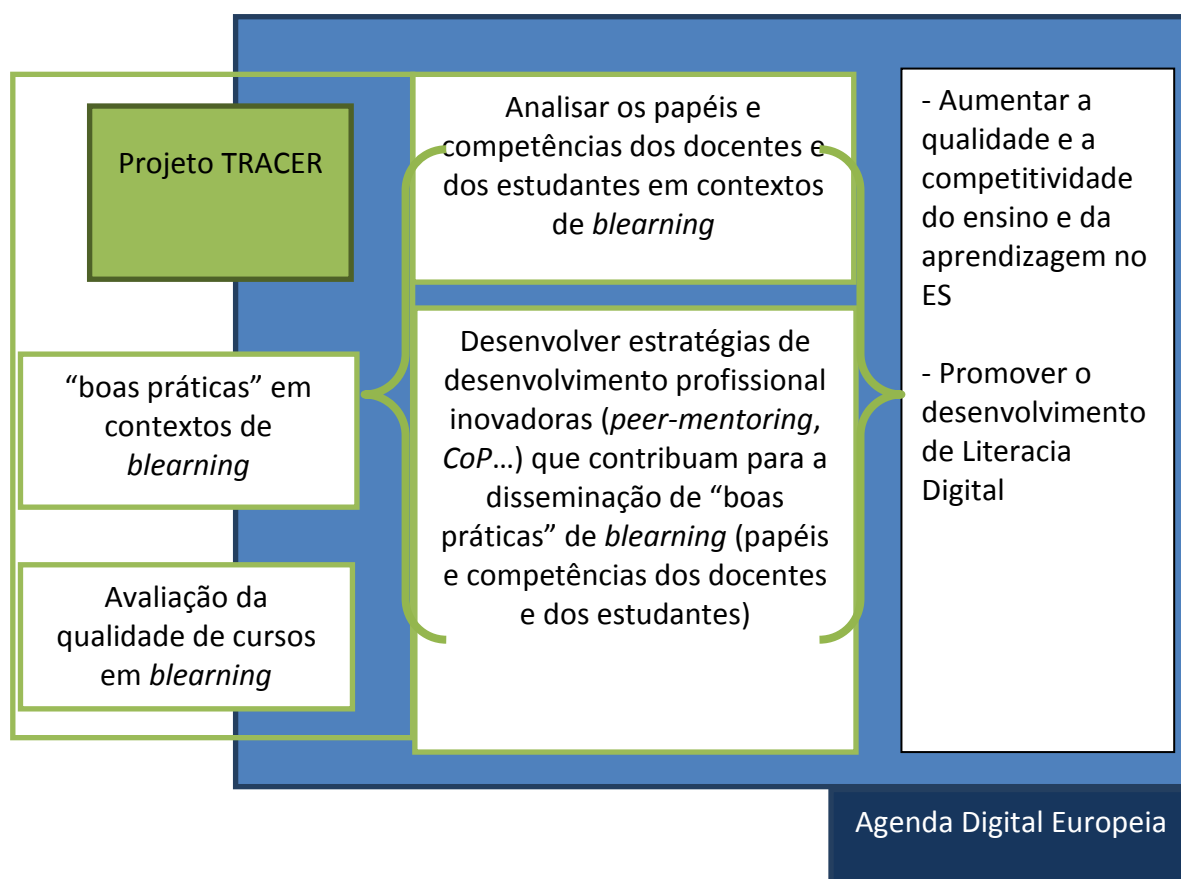 Projeto TRACER
“boas práticas” em
contextos de
blearning
Avaliação da
qualidade de cursos
em blearning
Analisar os papéis e
competências dos docentes e
dos estudantes em contextos
de blearning
Desenvolver estratégias de
desenvolvimento profissional
inovadoras (peer-mentoring,
CoP…) que contribuam para a
disseminação de “boas
práticas” de blearning (papéis
e competências dos docentes
e dos estudantes)
- Aumentar a
qualidade e a
competitividade
do ensino e da
aprendizagem no
ES
- Promover o
desenvolvimento
de Literacia
Digital
Agenda Digital Europeia